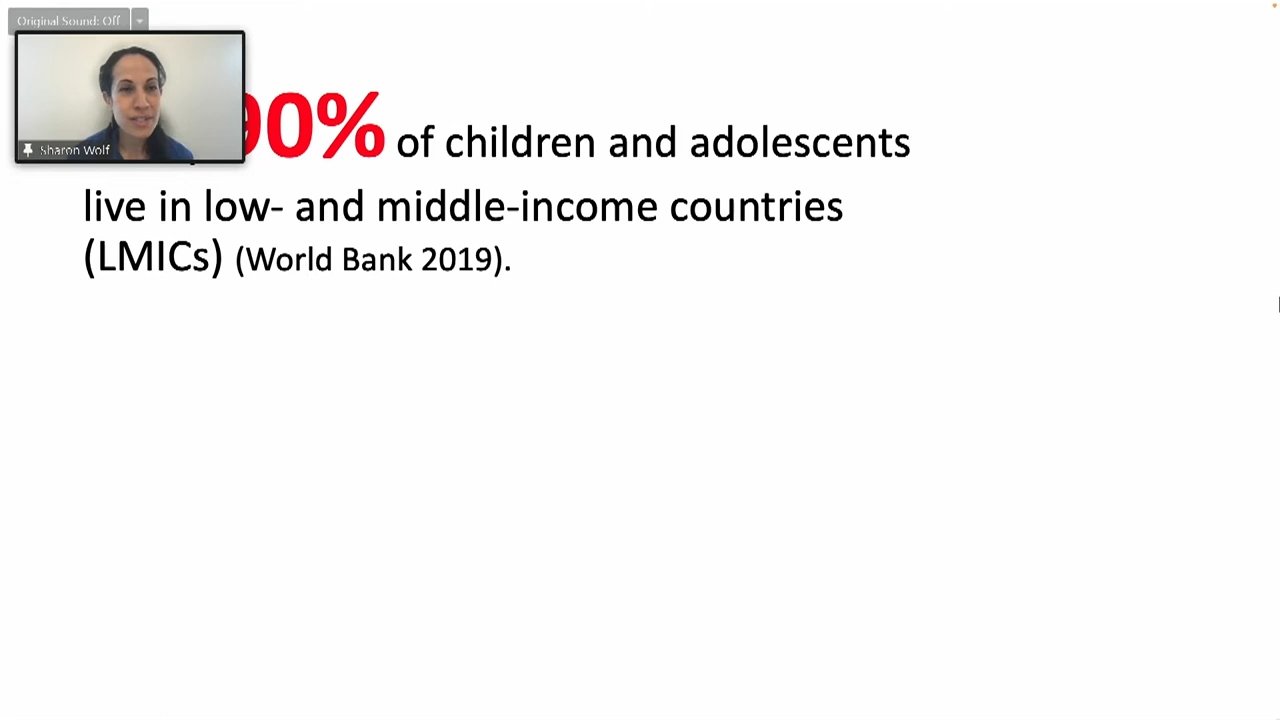 Original Sound: Off
Sharon Wolf
90% of children and adolescents
live in low- and middle-income countries
(LMICs) (World Bank 2019).